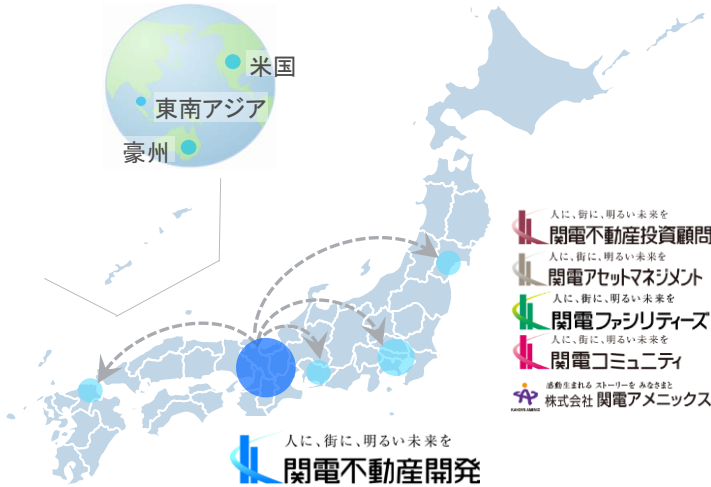 米国
東南アジア
豪州
人に、街に、明るい未来を
関電不動産投資顧問
人に、街に、明るい未来を
関電アセットマネジメント
人に、街に、明るい未来を
関電ファシリティーズ
人に、街に、明るい未来を
関電コミュニティ
感動生まれる ストーリーを みなさまと
株式会社 関電アメニックス
KANDEN AMENIX
人に、街に、明るい未来を
関電不動産開発